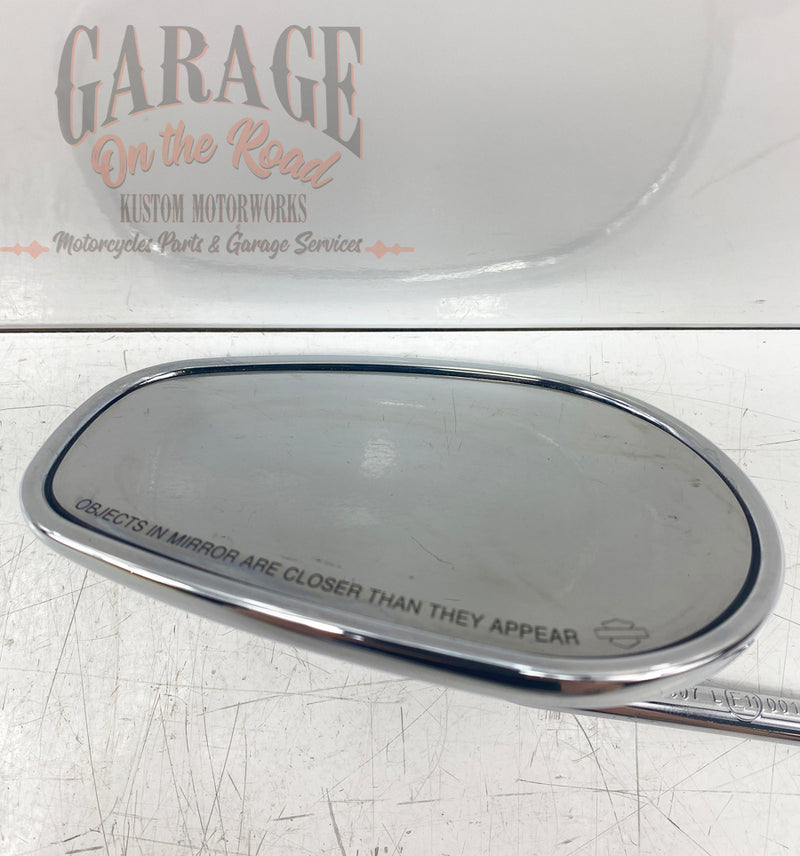 GARAGE
On the Road
KUSTOM MOTORWORKS
Motorcycles Parts & Garage Services
OBJECTS IN MIRROR ARE CLOSER THAN THEY APPEAR